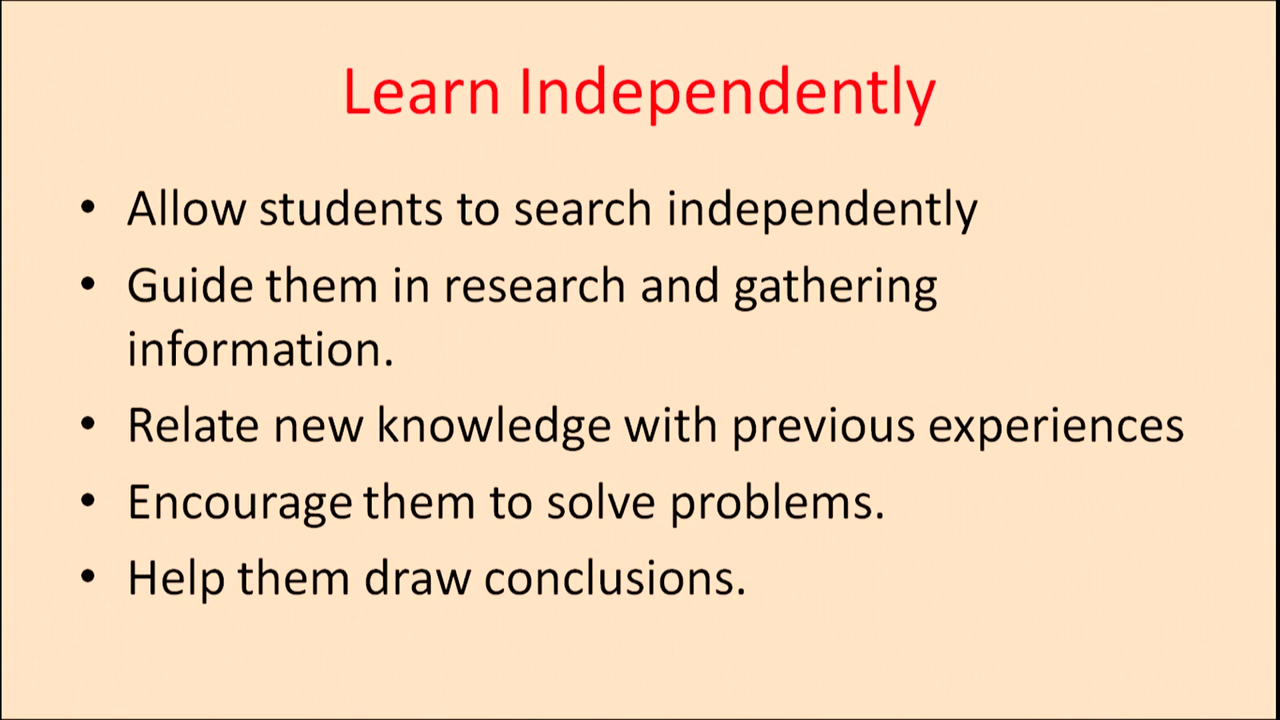 Learn Independently
• Allow students to search independently
• Guide them in research and gathering
information.
• Relate new knowledge with previous experiences
• Encourage them to solve problems.
• Help them draw conclusions.